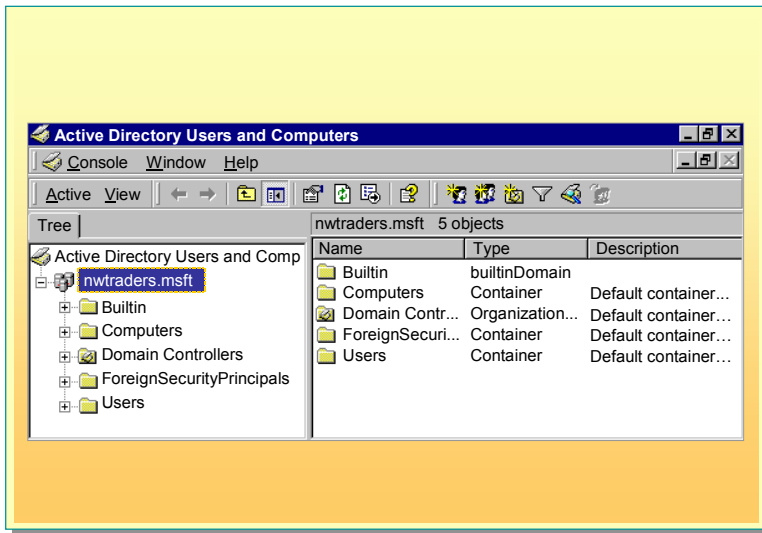 Active Directory Users and Computers
Console Window Help
Active View
Tree
nwtraders.msft 5 objects
Active Directory Users and Comp
nwtraders.msft
Builtin
Computers
Domain Controllers
ForeignSecurityPrincipals
Users
Name Type Description
Builtin builtinDomain
Computers Container Default container...
Domain Contr... Organization... Default container...
ForeignSecuri... Container Default container...
Users Container Default container...